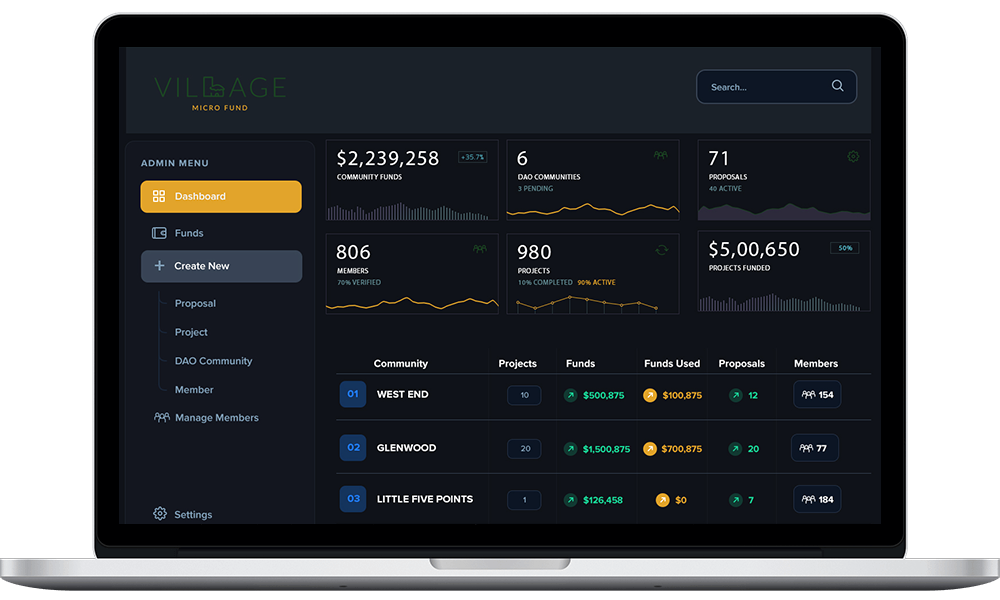 VILLAGE
MICRO FUND
Search...
ADMIN MENU
Dashboard
Funds
Create New
Proposal
Project
DAO Community
Member
Manage Members
Settings
$2,239,258
+35.7%
COMMUNITY FUNDS
6
DAO COMMUNITIES
3 PENDING
71
PROPOSALS
40 ACTIVE
806
MEMBERS
70% VERIFIED
980
PROJECTS
10% COMPLETED 90% ACTIVE
$5,00,650
50%
PROJECTS FUNDED
Community Projects Funds Funds Used Proposals Members
01 WEST END 10 $500,875 $100,875 12 154
02 GLENWOOD 20 $1,500,875 $700,875 20 77
03 LITTLE FIVE POINTS 1 $126,458 $0 7 184